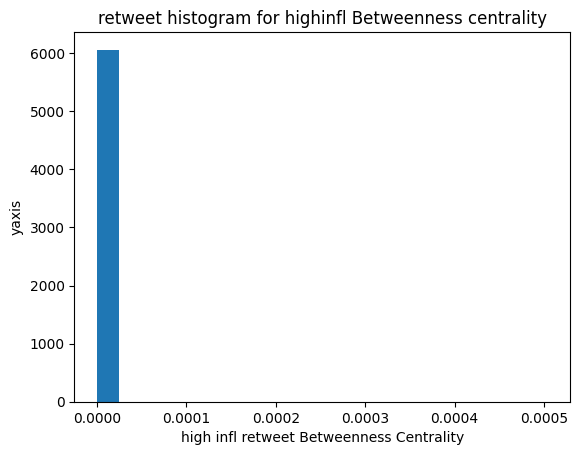 retweet histogram for highinfl Betweenness centrality
6000
5000
4000
3000
2000
1000
0
yaxis
0.0000 0.0001 0.0002 0.0003 0.0004 0.0005
high infl retweet Betweenness Centrality